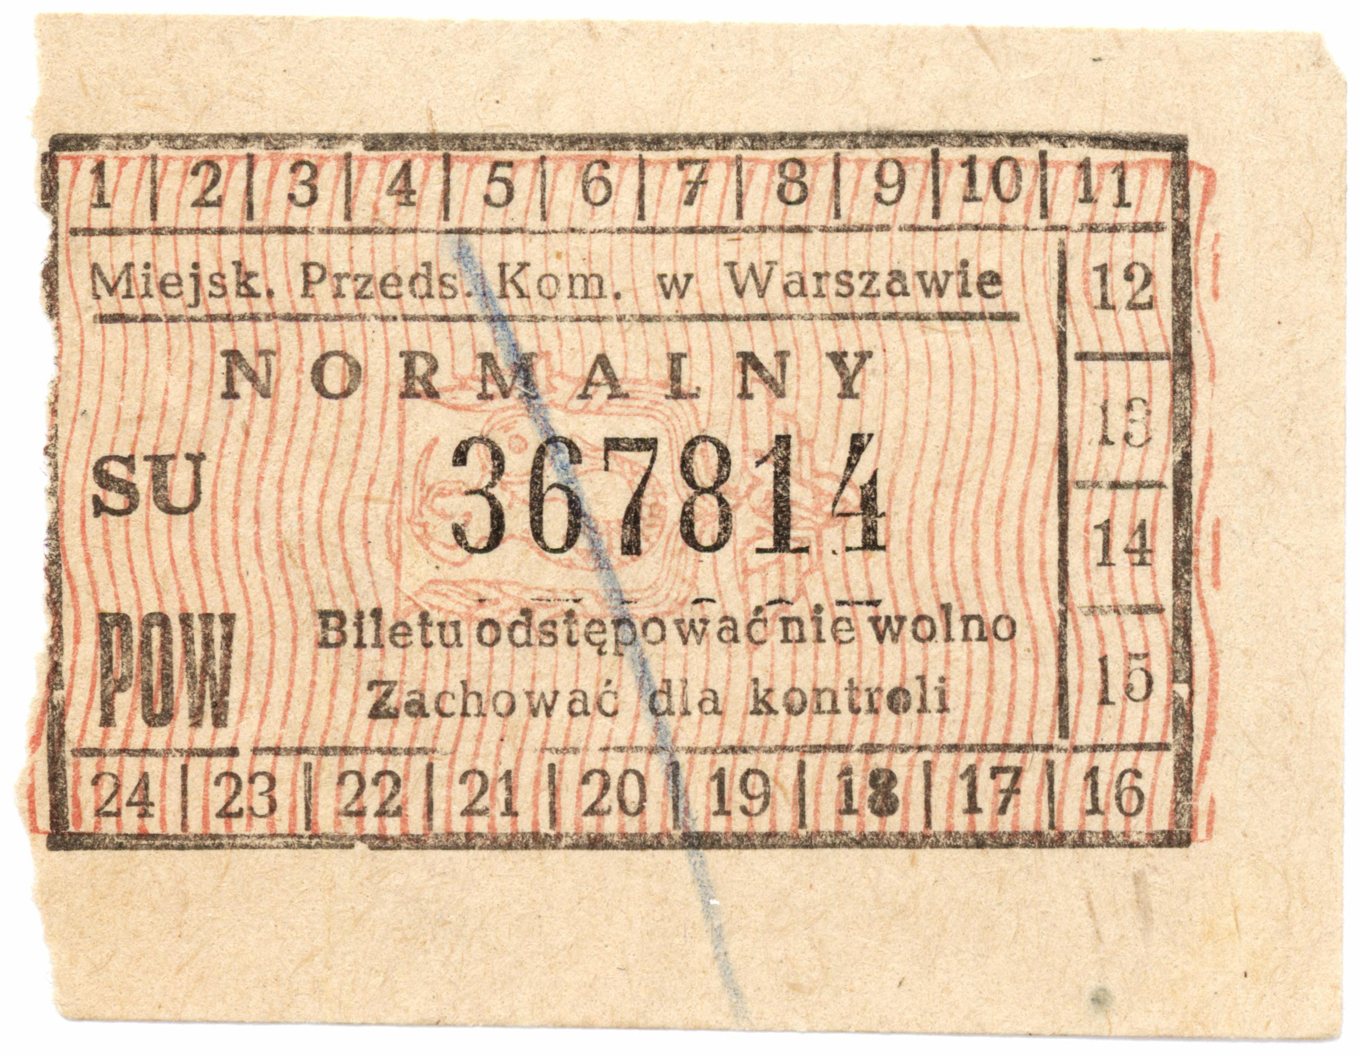 1 | 2 | 3 | 4 | 5 | 6 | 7 | 8 | 9 | 10 | 11
Miejsk. Przeds. Kom. w Warszawie
12
NORMALNY
13
SU 367814
14
POW
Biletu odstępować nie wolno
15
Zachować dla kontroli
24 | 23 | 22 | 21 | 20 | 19 | 18 | 17 | 16